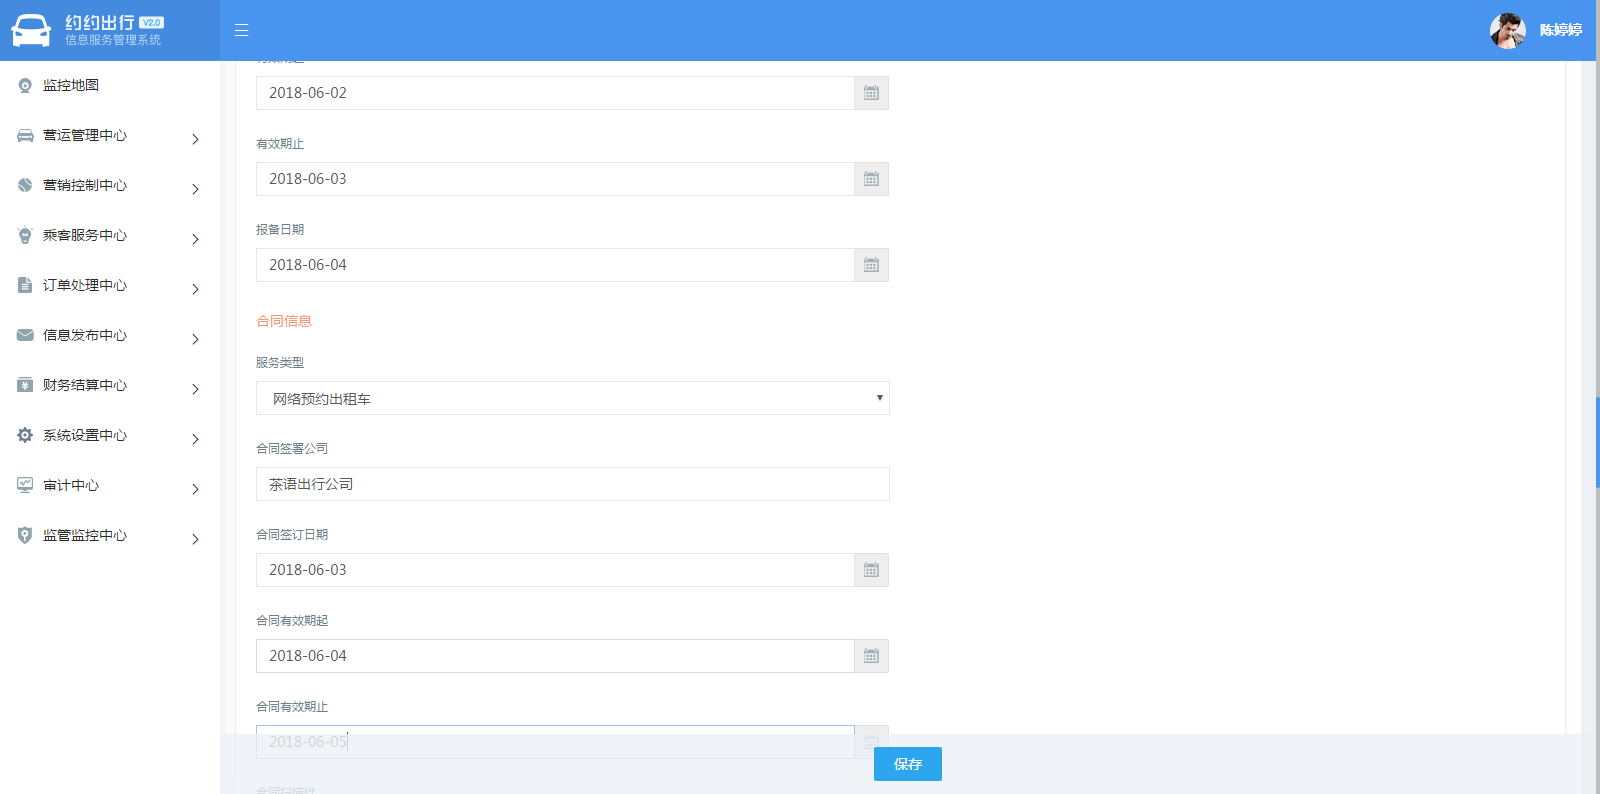 约约出行 V2.0
信息服务管理系统
陈婷婷
监控地图
营运管理中心
营销控制中心
乘客服务中心
订单处理中心
信息发布中心
财务结算中心
系统设置中心
审计中心
监管监控中心
2018-06-02
有效期止
2018-06-03
报备日期
2018-06-04
合同信息
服务类型
网络预约出租车
合同签署公司
茶语出行公司
合同签订日期
2018-06-03
合同有效期起
2018-06-04
合同有效期止
2018-06-05
保存
合同扫描件